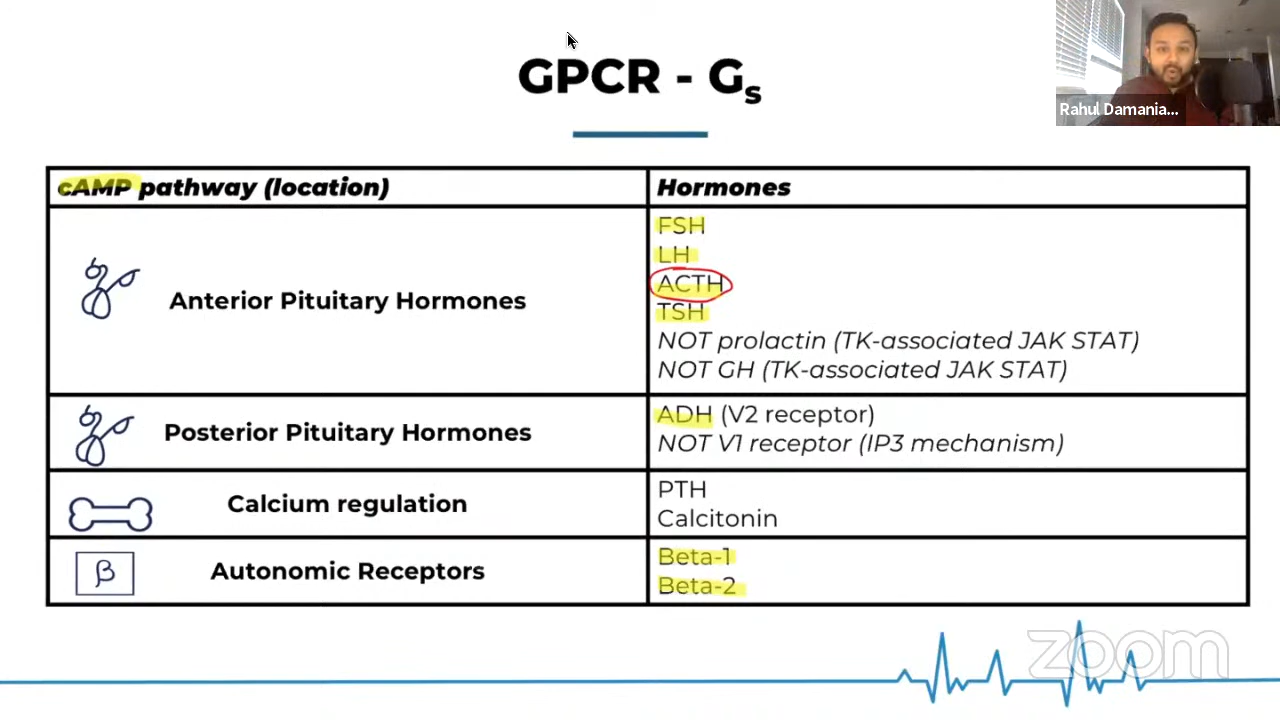 GPCR - Gs
Rahul Damania...
cAMP pathway (location)
Hormones
Anterior Pituitary Hormones
FSH
LH
ACTH
TSH
NOT prolactin (TK-associated JAK STAT)
NOT GH (TK-associated JAK STAT)
Posterior Pituitary Hormones
ADH (V2 receptor)
NOT V1 receptor (IP3 mechanism)
Calcium regulation
PTH
Calcitonin
β
Autonomic Receptors
Beta-1
Beta-2
zoom